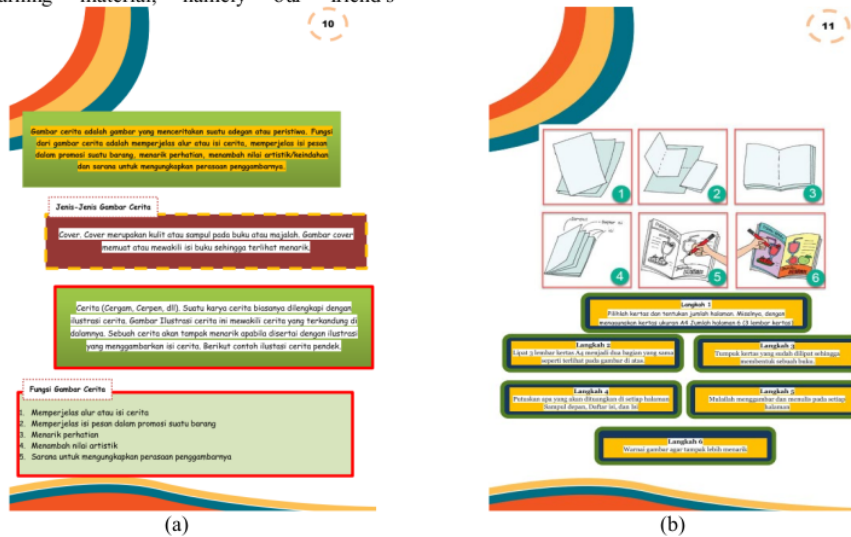 material, namely our friend's
10
Gambar cerita adalah gambar yang menceritakan suatu adegan atau peristiwa. Fungsi
dari gambar cerita adalah memperjelas alur atau isi cerita, memperjelas isi pesan
dalam promosi suatu barang, menarik perhatian, menambah nilai artistik/keindahan
dan sarana untuk mengungkapkan perasaan penggambarnya.
Jenis-Jenis Gambar Cerita
Cover. Cover merupakan kulit atau sampul pada buku atau majalah. Gambar cover
memuat atau mewakili isi buku sehingga terlihat menarik.
Cerita (Cergam, Cerpen, dll). Suatu karya cerita biasanya dilengkapi dengan
ilustrasi cerita. Gambar Ilustrasi cerita ini mewakili cerita yang terkandung di
dalamnya. Sebuah cerita akan tampak menarik apabila disertai dengan ilustrasi
yang menggambarkan isi cerita. Berikut contoh ilustasi cerita pendek.
Fungsi Gambar Cerita
1. Memperjelas alur atau isi cerita
2. Memperjelas isi pesan dalam promosi suatu barang
3. Menarik perhatian
4. Menambah nilai artistik
5. Sarana untuk mengungkapkan perasaan penggambarnya
(a)
11
1
2
3
4
5
6
Langkah 1
Pilihlah kertas dan tentukan jumlah halaman. Misalnya, dengan
menggunakan kertas ukuran A4 Jumlah halaman 6 (3 lembar kertas)
Langkah 2
Lipat 3 lembar kertas A4 menjadi dua bagian yang sama
seperti terlihat pada gambar di atas.
Langkah 3
Tumpuk kertas yang sudah dilipat sehingga
membentuk sebuah buku.
Langkah 4
Putuskan apa yang akan dituangkan di setiap halaman
Sampul depan, Daftar isi, dan Isi
Langkah 5
Mulailah menggambar dan menulis pada setiap
halaman
Langkah 6
Warnai gambar agar tampak lebih menarik
(b)